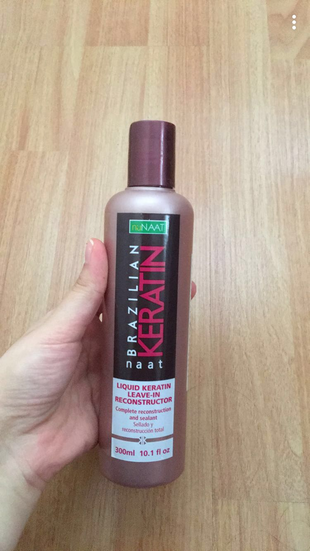 nuNAAT
BRAZILIAN
KERATIN
naat
LIQUID KERATIN
LEAVE-IN
RECONSTRUCTOR
Complete reconstruction
and sealant
Sellado y
reconstrucción total
300ml 10.1 fl oz